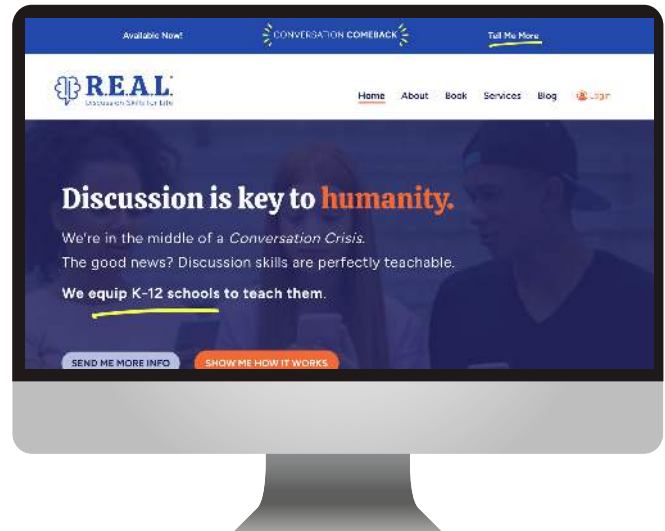 Available Now!
CONVERSATION COMEBACK
Tell Me More
R.E.A.L.
Discussion Skills for Life
Home About Book Services Blog Login
Discussion is key to humanity.
We're in the middle of a Conversation Crisis.
The good news? Discussion skills are perfectly teachable.
We equip K-12 schools to teach them.
SEND ME MORE INFO SHOW ME HOW IT WORKS